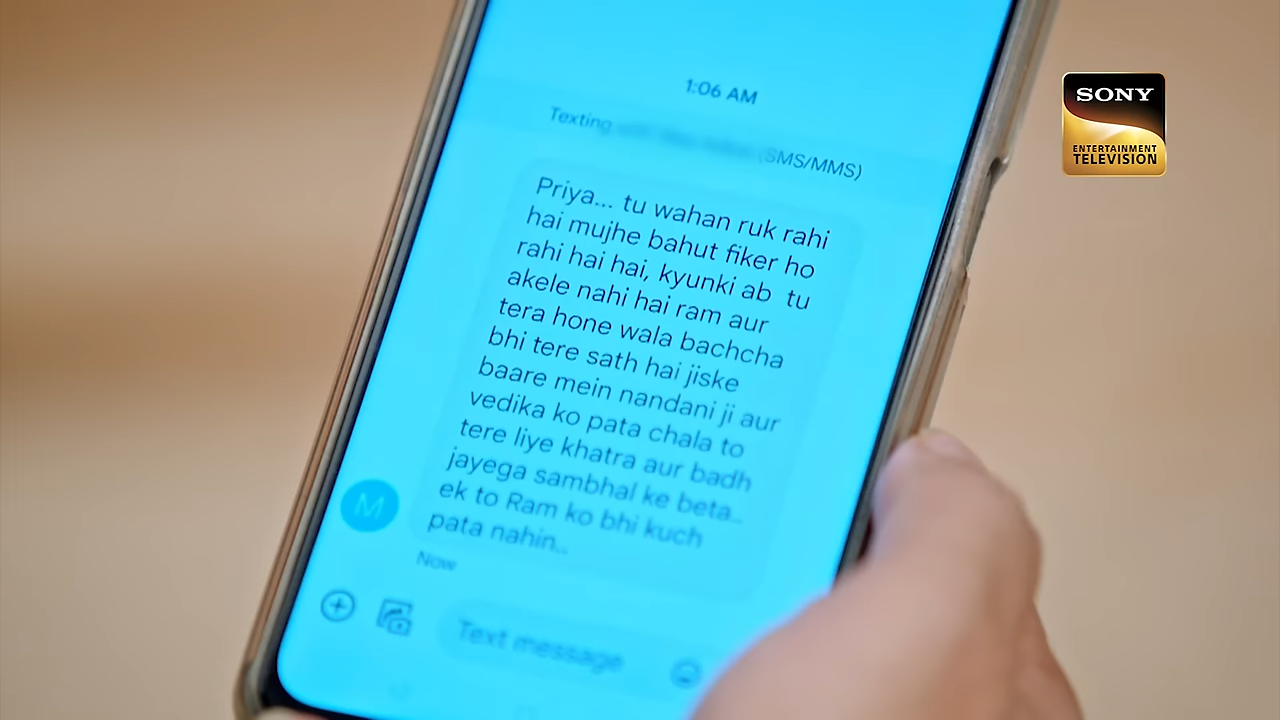 1:06 AM
Texting (SMS/MMS)
Priya... tu wahan ruk rahi
hai mujhe bahut fiker ho
rahi hai hai, kyunki ab tu
akele nahi hai ram aur
tera hone wala bachcha
bhi tere sath hai jiske
baare mein nandani ji aur
vedika ko pata chala to
tere liye khatra aur badh
jayega sambhal ke beta..
ek to Ram ko bhi kuch
pata nahin..
M
Now
Text message
SONY
ENTERTAINMENT
TELEVISION